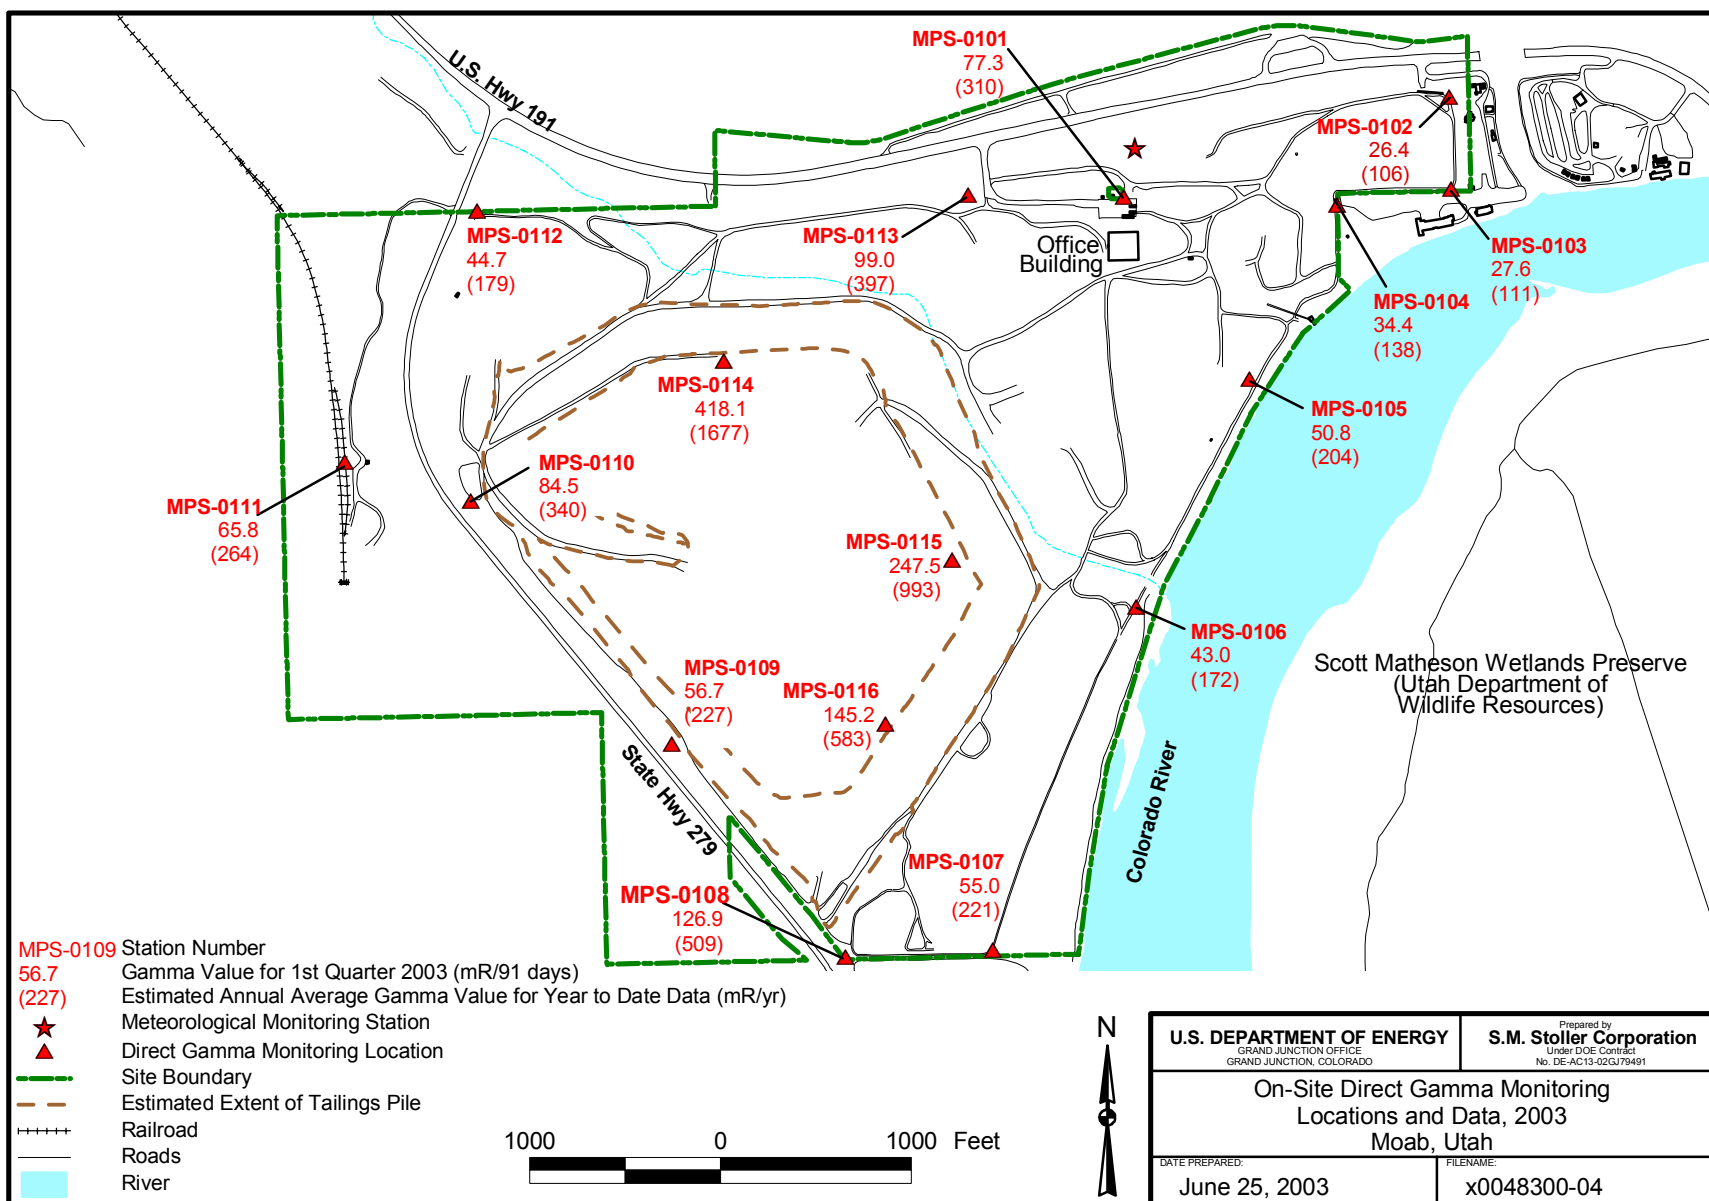 U.S. Hwy 191
MPS-0101
77.3
(310)
MPS-0102
26.4
(106)
MPS-0112
44.7
(179)
MPS-0113
99.0
(397)
Office
Building
MPS-0103
27.6
(111)
MPS-0104
34.4
(138)
MPS-0114
418.1
(1677)
MPS-0105
50.8
(204)
MPS-0110
84.5
(340)
MPS-0111
65.8
(264)
MPS-0115
247.5
(993)
MPS-0106
43.0
(172)
Scott Matheson Wetlands Preserve
(Utah Department of
Wildlife Resources)
MPS-0109
56.7
(227)
MPS-0116
145.2
(583)
State Hwy 279
Colorado River
MPS-0107
55.0
(221)
MPS-0108
126.9
(509)
MPS-0109 Station Number
56.7 Gamma Value for 1st Quarter 2003 (mR/91 days)
(227) Estimated Annual Average Gamma Value for Year to Date Data (mR/yr)
Meteorological Monitoring Station
Direct Gamma Monitoring Location
Site Boundary
Estimated Extent of Tailings Pile
Railroad
Roads
River
1000 0 1000 Feet
N
U.S. DEPARTMENT OF ENERGY
GRAND JUNCTION OFFICE
GRAND JUNCTION, COLORADO
Prepared by
S.M. Stoller Corporation
Under DOE Contract
No. DE-AC13-02GJ79491
On-Site Direct Gamma Monitoring
Locations and Data, 2003
Moab, Utah
DATE PREPARED:
June 25, 2003
FILENAME:
x0048300-04